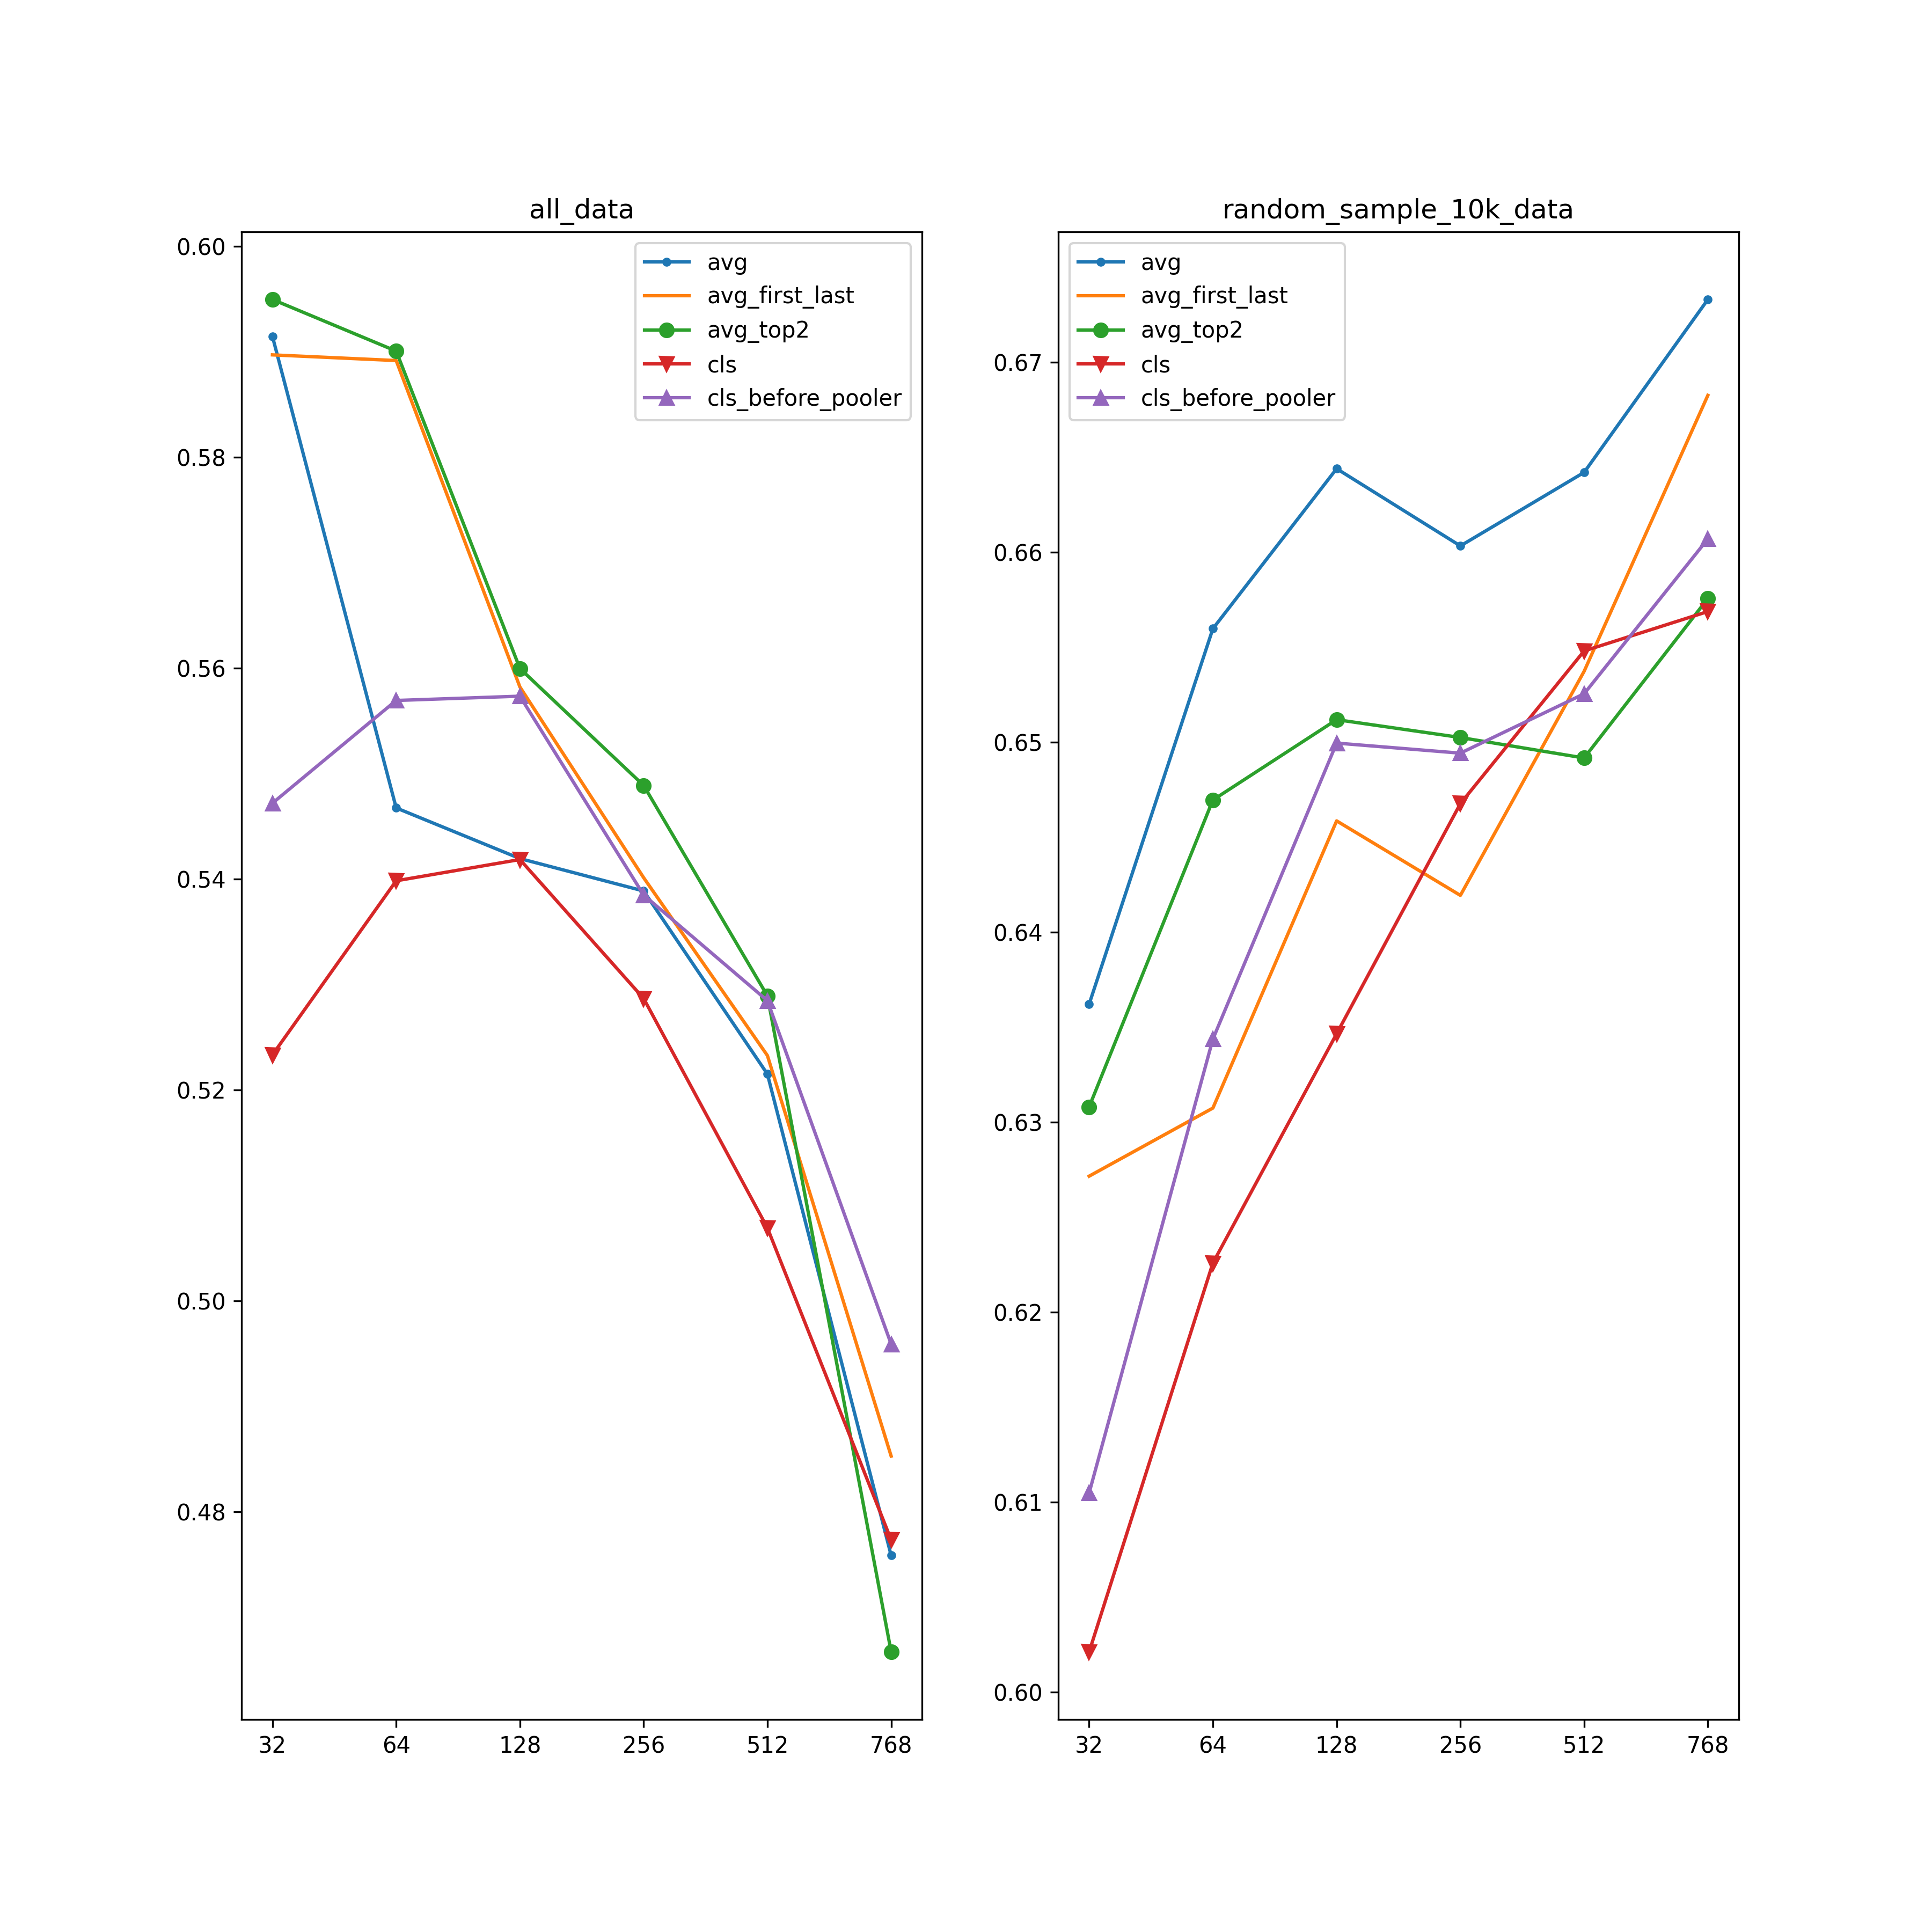 all_data
0.60
0.58
0.56
0.54
0.52
0.50
0.48
avg
avg_first_last
avg_top2
cls
cls_before_pooler
32 64 128 256 512 768
random_sample_10k_data
0.67
0.66
0.65
0.64
0.63
0.62
0.61
0.60
avg
avg_first_last
avg_top2
cls
cls_before_pooler
32 64 128 256 512 768